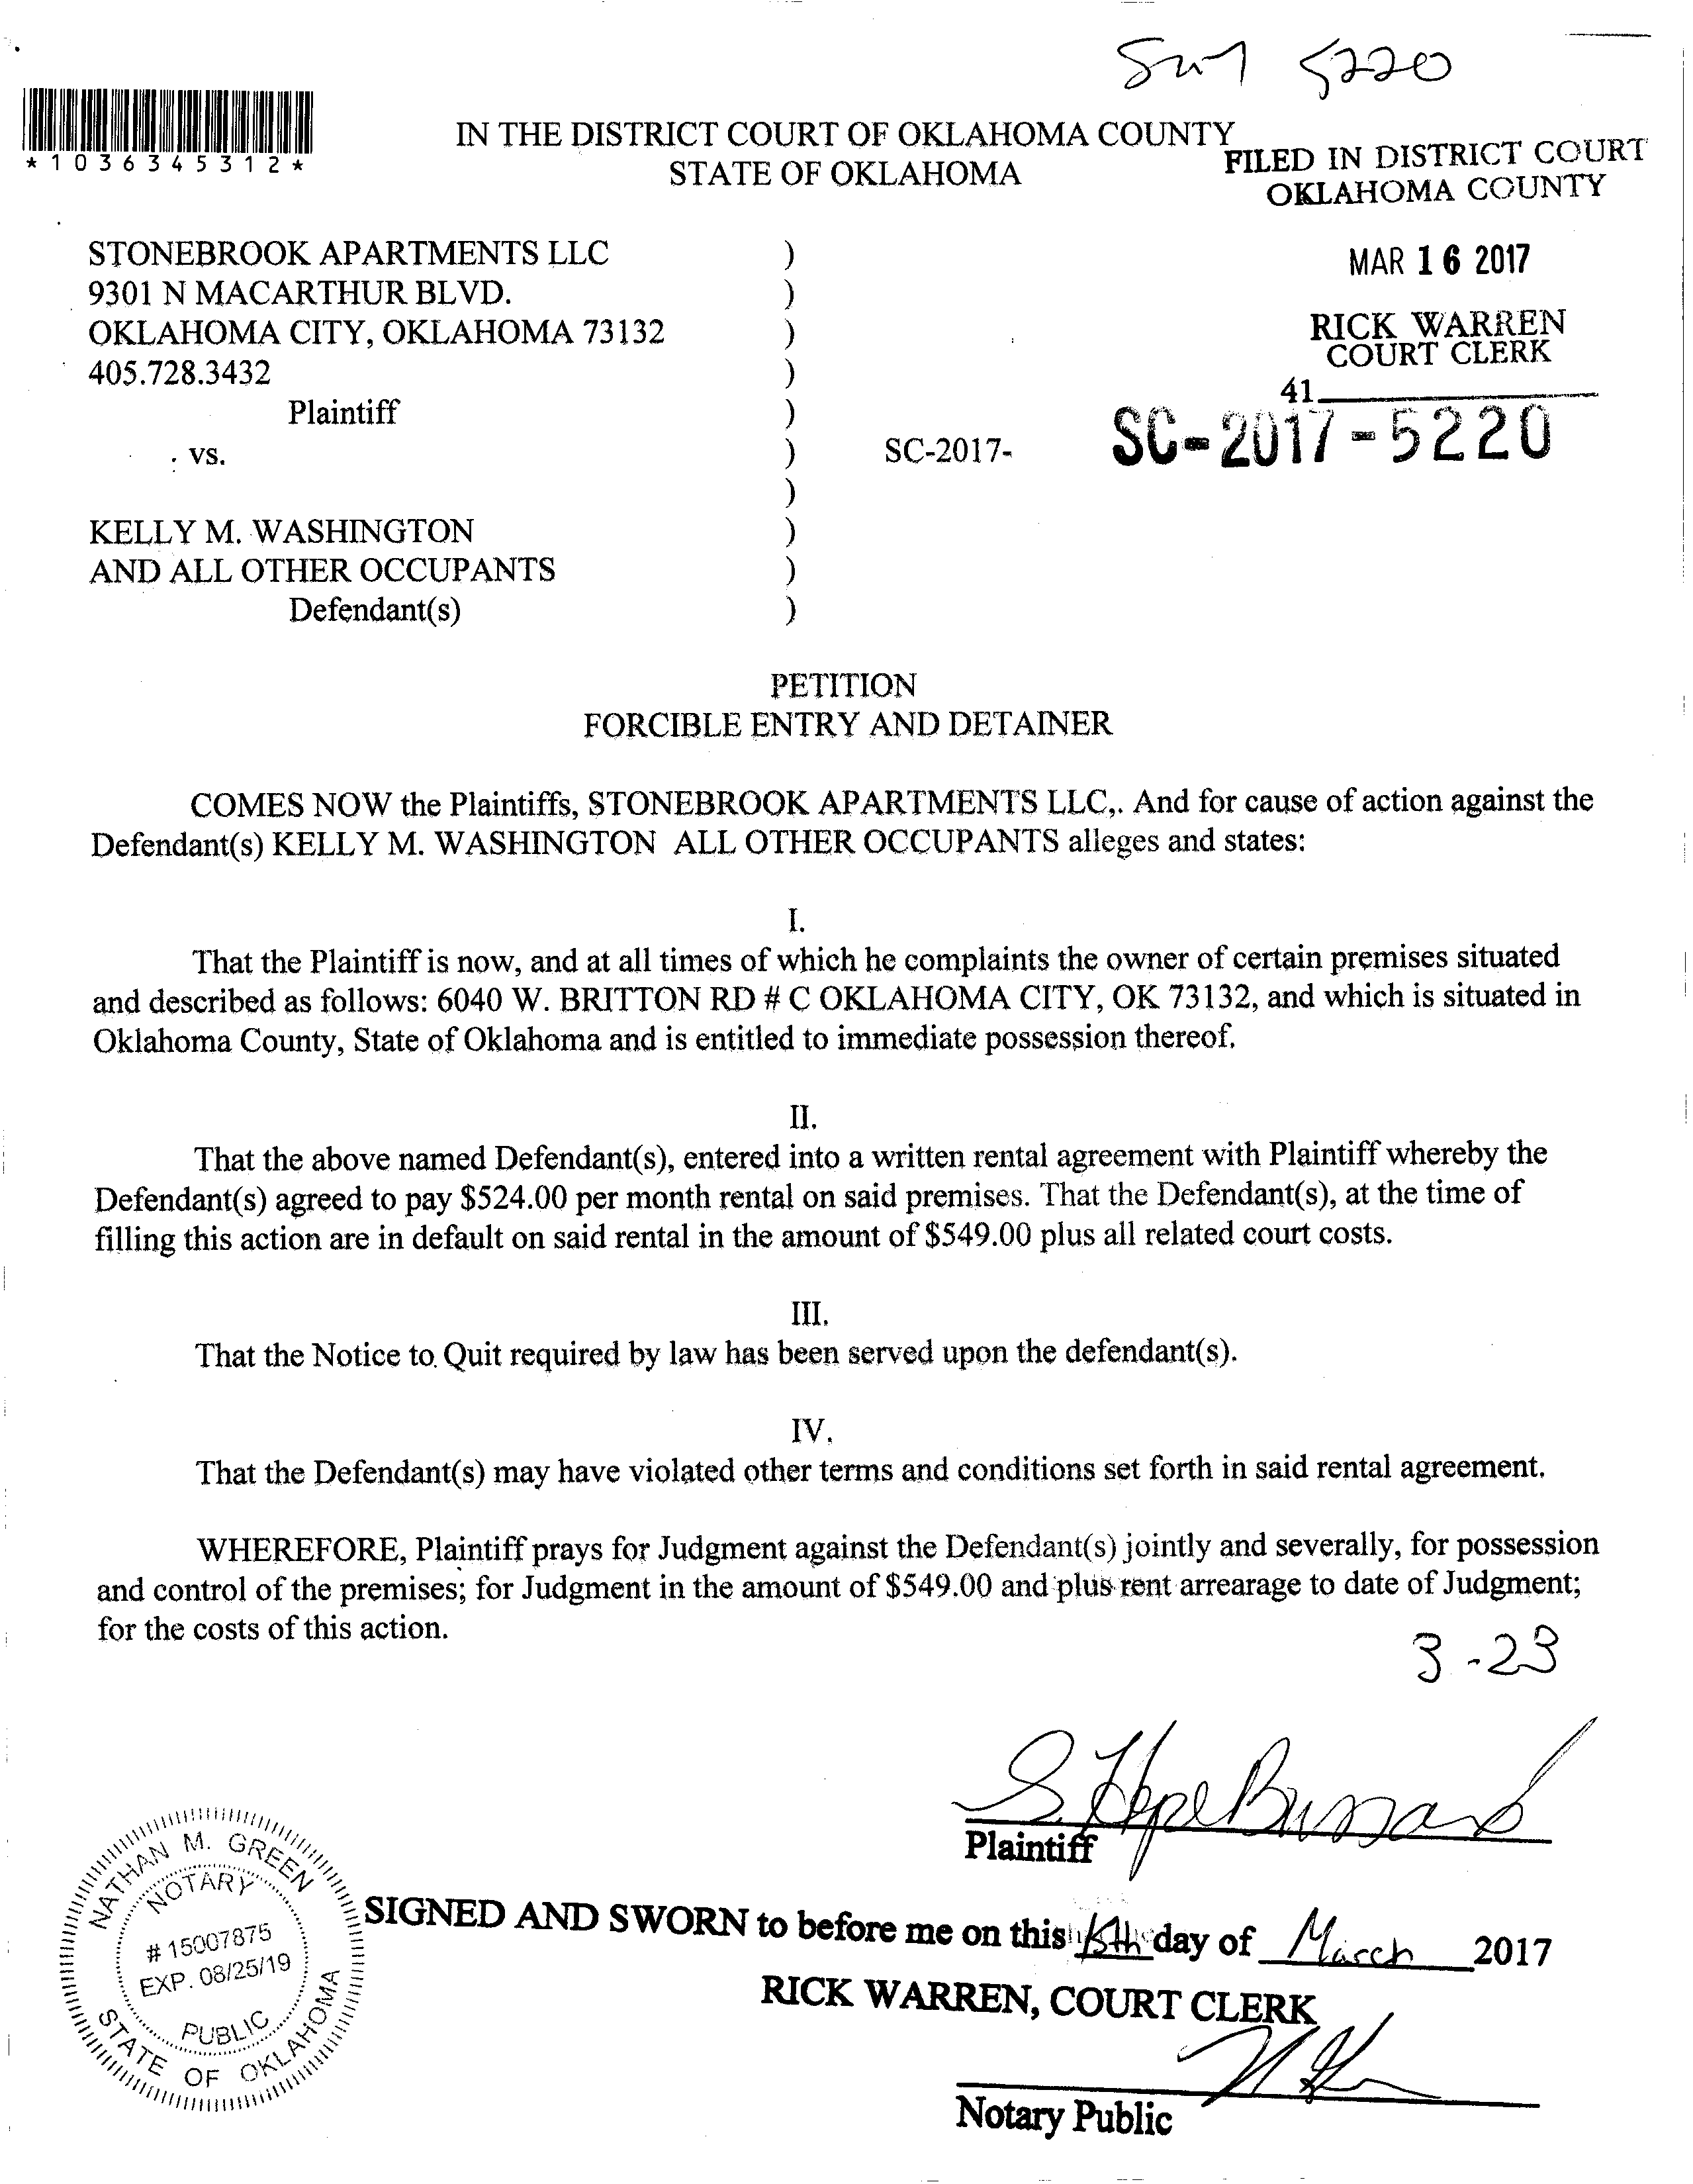 5220
*1036345312*
IN THE DISTRICT COURT OF OKLAHOMA COUNTY
STATE OF OKLAHOMA
FILED IN DISTRICT COURT
OKLAHOMA COUNTY
MAR 16 2017
RICK WARREN
COURT CLERK
41
STONEBROOK APARTMENTS LLC )
9301 N MACARTHUR BLVD. )
OKLAHOMA CITY, OKLAHOMA 73132 )
405.728.3432 )
Plaintiff )
vs. ) SC-2017- SC-2017-5220
)
KELLY M. WASHINGTON )
AND ALL OTHER OCCUPANTS )
Defendant(s) )
PETITION
FORCIBLE ENTRY AND DETAINER
COMES NOW the Plaintiffs, STONEBROOK APARTMENTS LLC,. And for cause of action against the
Defendant(s) KELLY M. WASHINGTON ALL OTHER OCCUPANTS alleges and states:
I.
That the Plaintiff is now, and at all times of which he complaints the owner of certain premises situated
and described as follows: 6040 W. BRITTON RD # C OKLAHOMA CITY, OK 73132, and which is situated in
Oklahoma County, State of Oklahoma and is entitled to immediate possession thereof.
II.
That the above named Defendant(s), entered into a written rental agreement with Plaintiff whereby the
Defendant(s) agreed to pay $524.00 per month rental on said premises. That the Defendant(s), at the time of
filling this action are in default on said rental in the amount of $549.00 plus all related court costs.
III.
That the Notice to Quit required by law has been served upon the defendant(s).
IV.
That the Defendant(s) may have violated other terms and conditions set forth in said rental agreement.
WHEREFORE, Plaintiff prays for Judgment against the Defendant(s) jointly and severally, for possession
and control of the premises; for Judgment in the amount of $549.00 and plus rent arrearage to date of Judgment;
for the costs of this action.
3-23
S. Hope Bussard
Plaintiff
SIGNED AND SWORN to before me on this day of March 2017
RICK WARREN, COURT CLERK
Notary Public
NATHAN M. GREEN
NOTARY
# 15007875
EXP. 08/25/19
PUBLIC
STATE OF OKLAHOMA